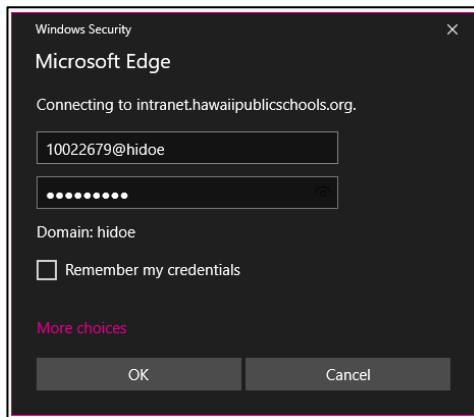 Windows Security
Microsoft Edge
Connecting to intranet.hawaiipublicschools.org.
10022679@hidoe
●●●●●●●●●
Domain: hidoe
Remember my credentials
More choices
OK
Cancel